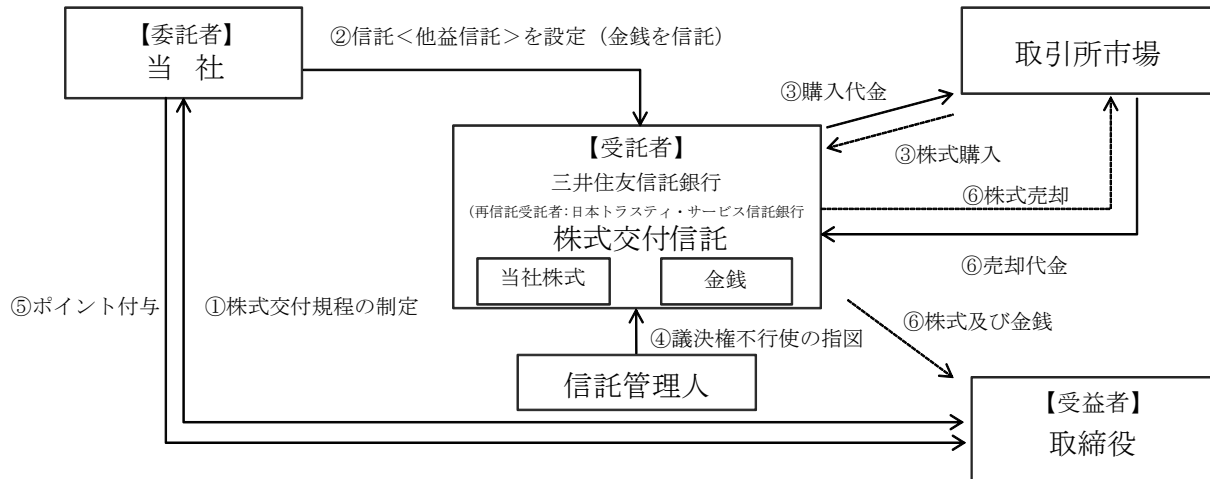 【委託者】
当 社
②信託＜他益信託＞を設定（金銭を信託）
取引所市場
③購入代金
③株式購入
【受託者】
三井住友信託銀行
(再信託受託者：日本トラスティ・サービス信託銀行
株式交付信託
当社株式
金銭
⑥株式売却
⑥売却代金
⑤ポイント付与
①株式交付規程の制定
⑥株式及び金銭
④議決権不行使の指図
信託管理人
【受益者】
取締役